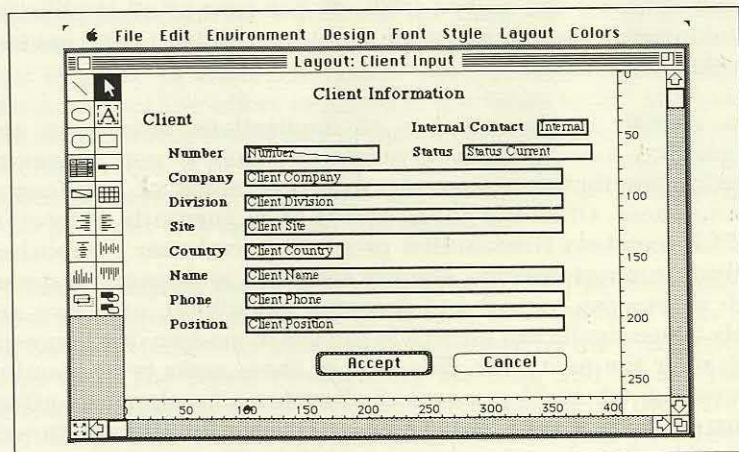 File Edit Environment Design Font Style Layout Colors
Layout: Client Input
Client Information
Client
Internal Contact Internal
Number Number Status Status Current
Company Client Company
Division Client Division
Site Client Site
Country Client Country
Name Client Name
Phone Client Phone
Position Client Position
Accept Cancel
A
0
50
100
150
200
250
0 50 100 150 200 250 300 350 400